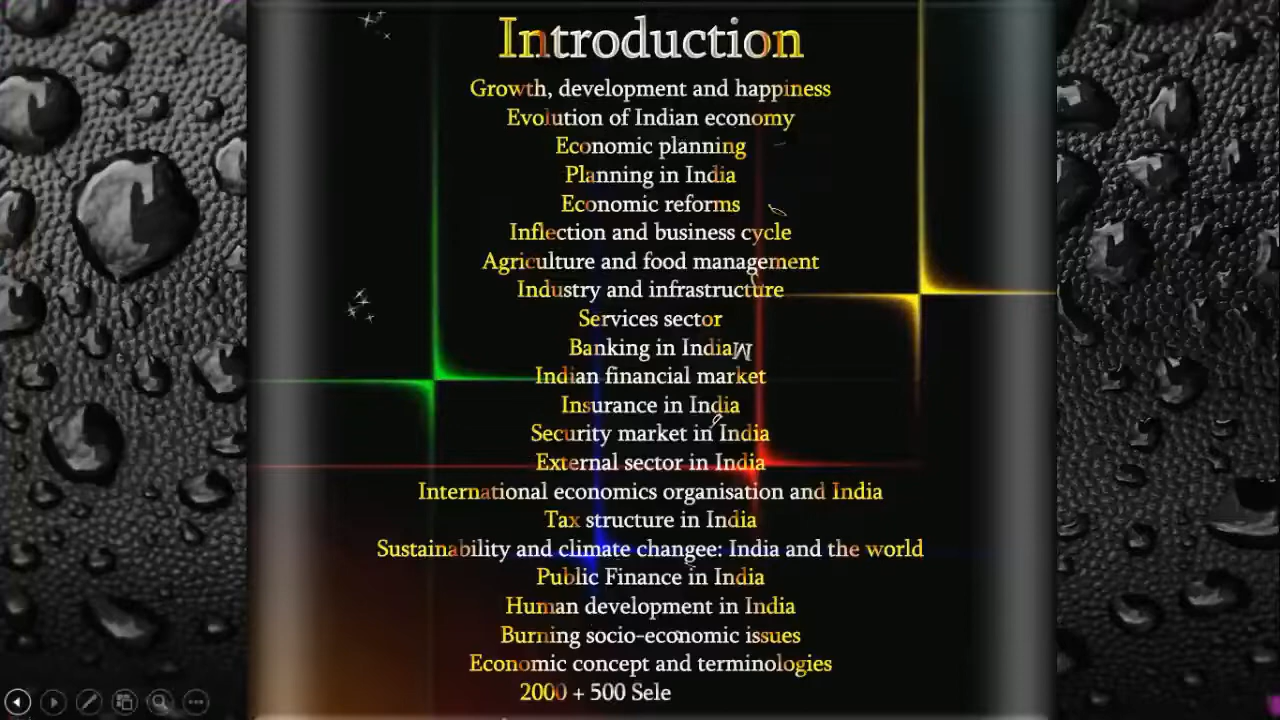 Introduction
Growth, development and happiness
Evolution of Indian economy
Economic planning
Planning in India
Economic reforms
Inflection and business cycle
Agriculture and food management
Industry and infrastructure
Services sector
Banking in India
Indian financial market
Insurance in India
Security market in India
External sector in India
International economics organisation and India
Tax structure in India
Sustainability and climate changee: India and the world
Public Finance in India
Human development in India
Burning socio-economic issues
Economic concept and terminologies
2000 + 500 Sele